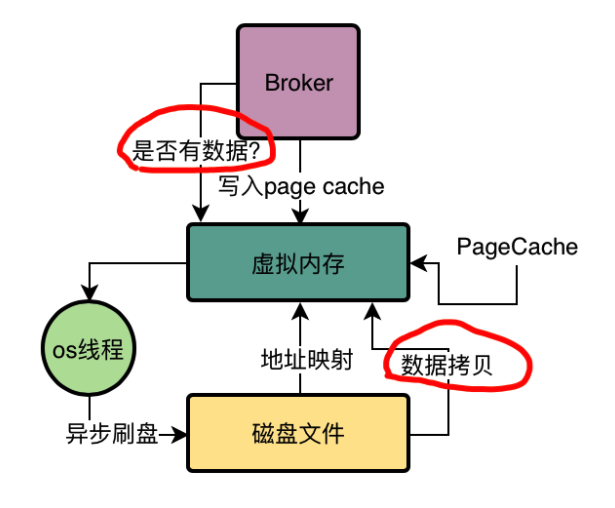 Broker
是否有数据?
写入page cache
虚拟内存
PageCache
os线程
地址映射
数据拷贝
异步刷盘
磁盘文件